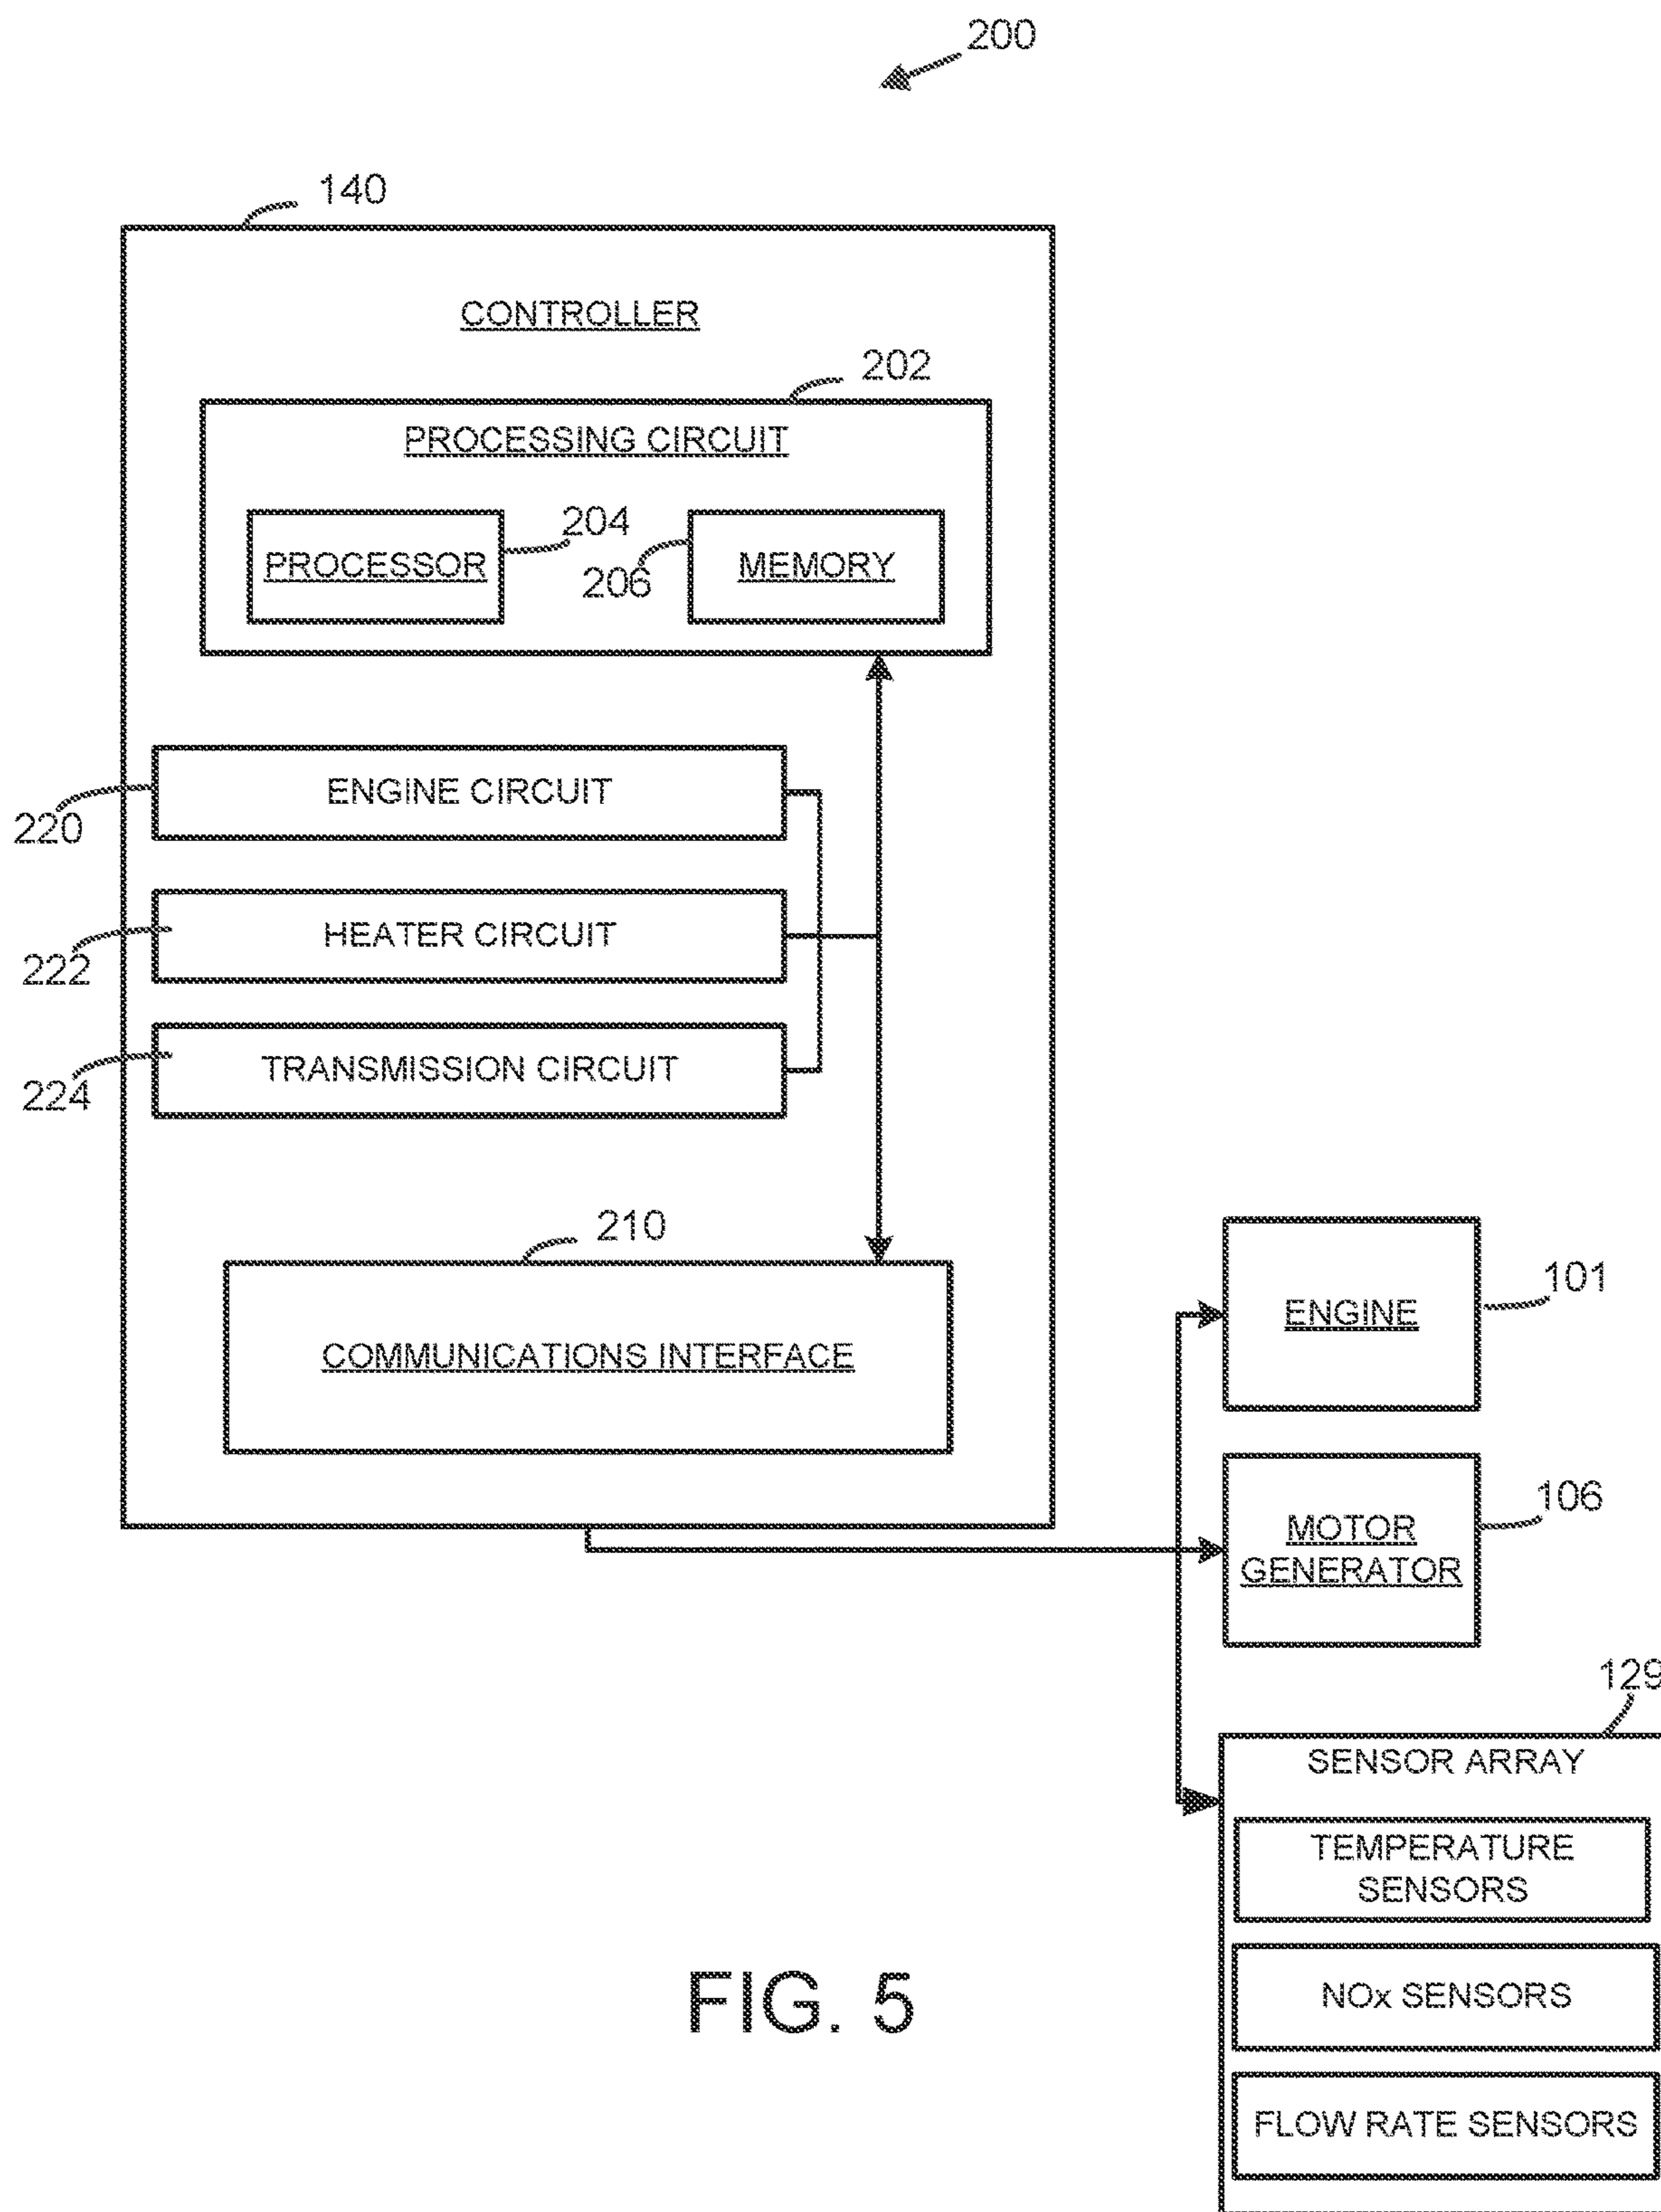 200
140
CONTROLLER
202
PROCESSING CIRCUIT
204
PROCESSOR
206
MEMORY
ENGINE CIRCUIT
220
HEATER CIRCUIT
222
TRANSMISSION CIRCUIT
224
210
COMMUNICATIONS INTERFACE
101
ENGINE
106
MOTOR
GENERATOR
129
SENSOR ARRAY
TEMPERATURE
SENSORS
NOx SENSORS
FLOW RATE SENSORS
FIG. 5